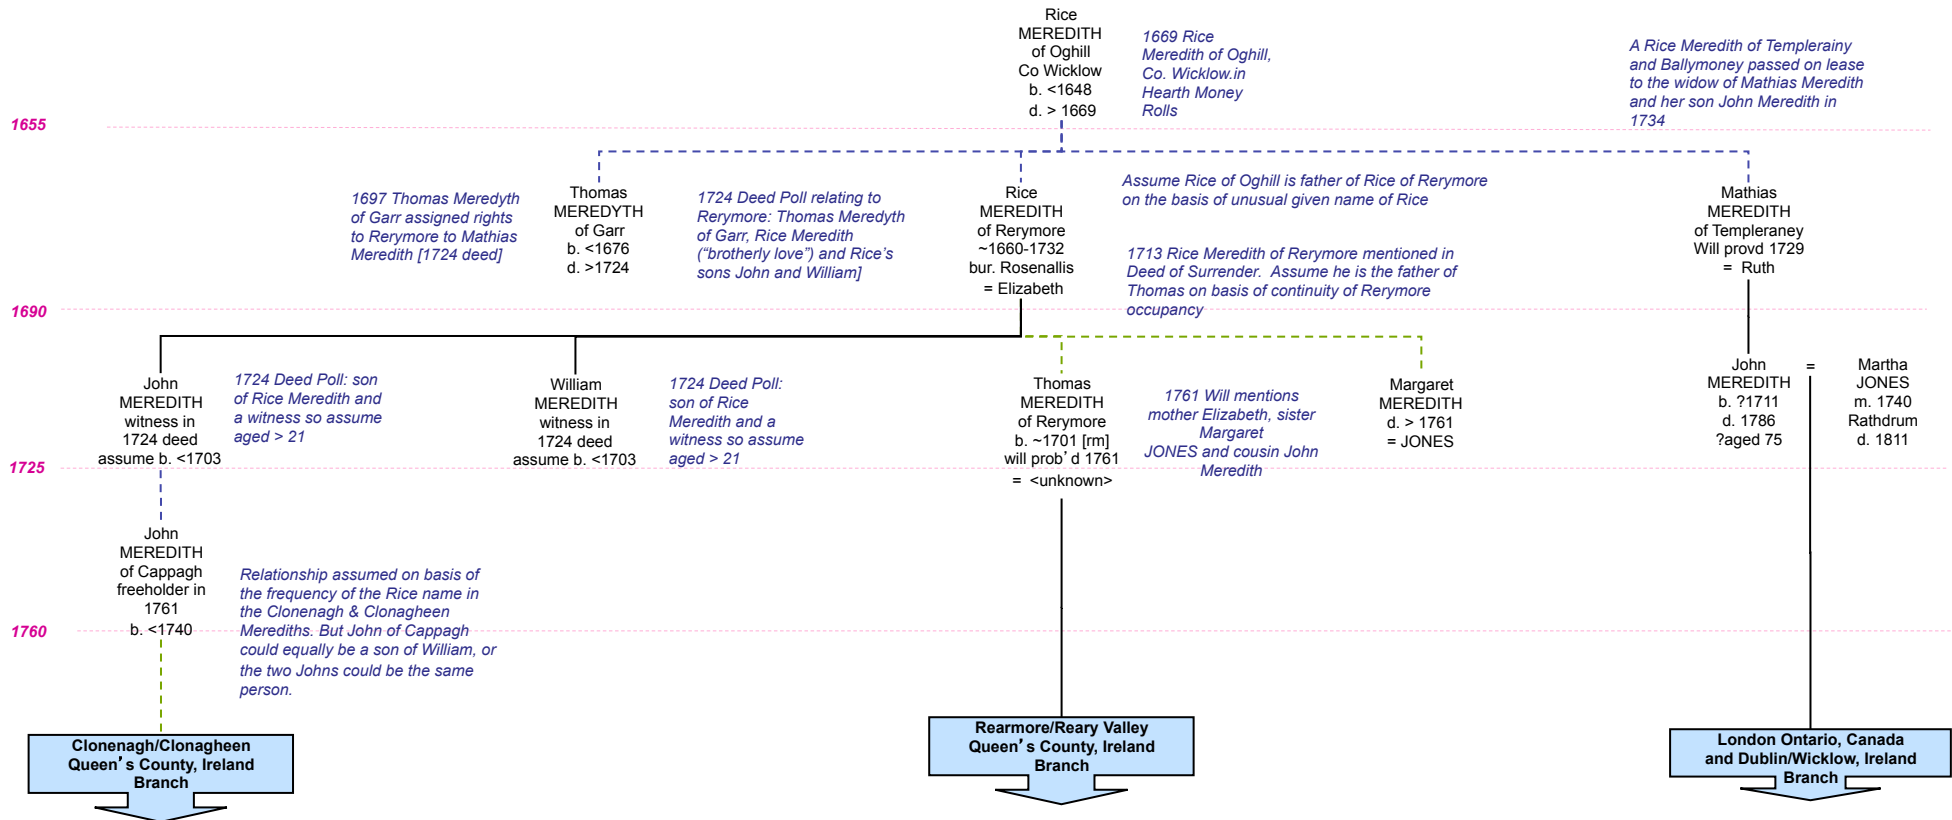 Rice
MEREDITH
of Oghill
Co Wicklow
b. <1648
d. > 1669
1669 Rice
Meredith of Oghill,
Co. Wicklow.in
Hearth Money
Rolls
A Rice Meredith of Templerainy
and Ballymoney passed on lease
to the widow of Mathias Meredith
and her son John Meredith in
1734
1655
1697 Thomas Meredyth
of Garr assigned rights
to Rerymore to Mathias
Meredith [1724 deed]
Thomas
MEREDYTH
of Garr
b. <1676
d. >1724
1724 Deed Poll relating to
Rerymore: Thomas Meredyth
of Garr, Rice Meredith
(“brotherly love”) and Rice’s
sons John and William]
Rice
MEREDITH
of Rerymore
~1660-1732
bur. Rosenallis
= Elizabeth
Assume Rice of Oghill is father of Rice of Rerymore
on the basis of unusual given name of Rice
1713 Rice Meredith of Rerymore mentioned in
Deed of Surrender.  Assume he is the father of
Thomas on basis of continuity of Rerymore
occupancy
Mathias
MEREDITH
of Templeraney
Will provd 1729
=  Ruth
1690
John
MEREDITH
witness in
1724 deed
assume b. <1703
1724 Deed Poll: son
of Rice Meredith and
a witness so assume
aged > 21
William
MEREDITH
witness in
1724 deed
assume b. <1703
1724 Deed Poll:
son of Rice
Meredith and a
witness so assume
aged > 21
Thomas
MEREDITH
of Rerymore
b. ~1701 [rm]
will prob’d 1761
=  <unknown>
1761 Will mentions
mother Elizabeth, sister
Margaret
JONES and cousin John
Meredith
Margaret
MEREDITH
d. > 1761
= JONES
John
MEREDITH
b. ?1711
d. 1786
?aged 75
=
Martha
JONES
m. 1740
Rathdrum
d. 1811
1725
John
MEREDITH
of Cappagh
freeholder in
1761
b. <1740
Relationship assumed on basis of
the frequency of the Rice name in
the Clonenagh & Clonagheen
Merediths. But John of Cappagh
could equally be a son of William, or
the two Johns could be the same
person.
1760
Clonenagh/Clonagheen
Queen’s County, Ireland
Branch
Rearmore/Reary Valley
Queen’s County, Ireland
Branch
London Ontario, Canada
and Dublin/Wicklow, Ireland
Branch